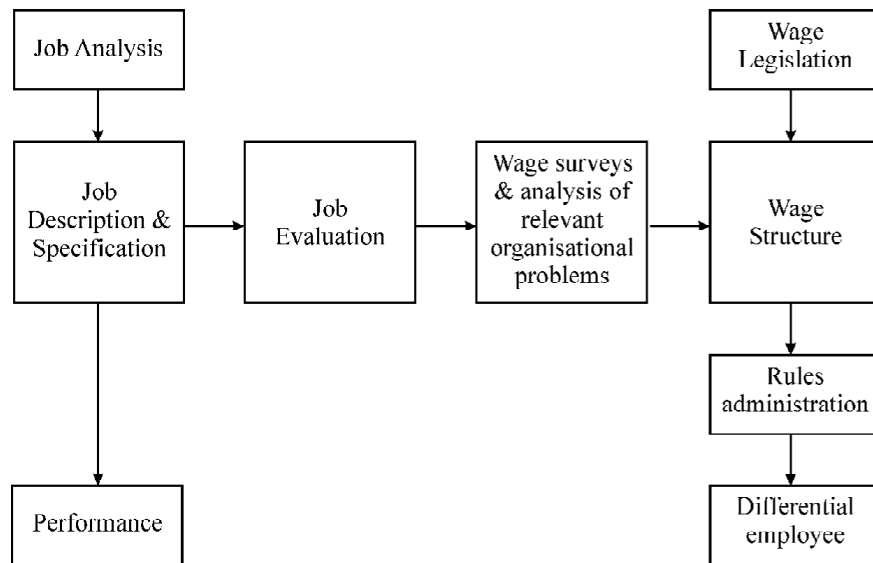 Job Analysis
Wage
Legislation
Job
Description &
Specification
Job
Evaluation
Wage surveys
& analysis of
relevant
organisational
problems
Wage
Structure
Rules
administration
Performance
Differential
employee